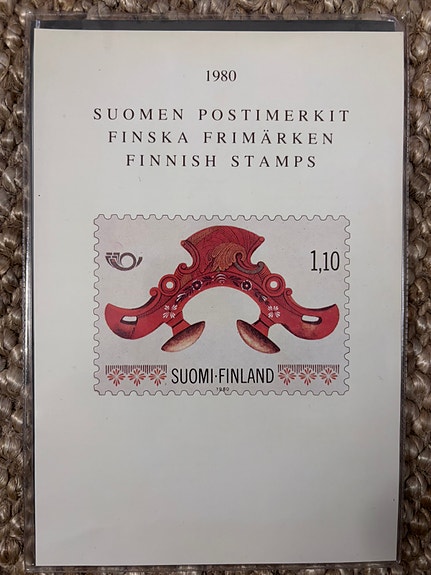 1980
SUOMEN POSTIMERKIT
FINSKA FRIMÄRKEN
FINNISH STAMPS
1,10
SUOMI·FINLAND
1980